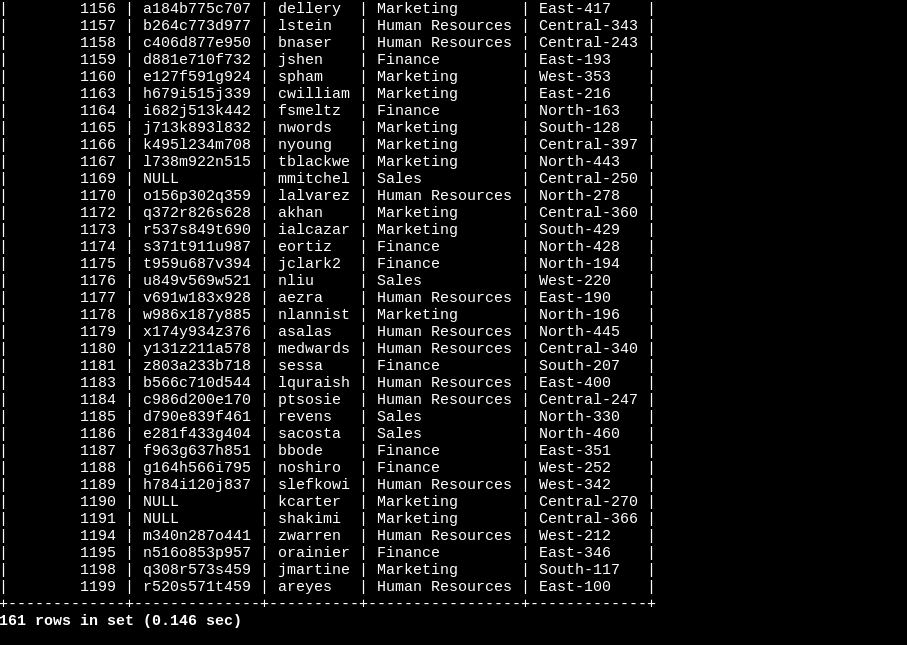 |        1156 | a184b775c707 | dellery  | Marketing       | East-417    |
|        1157 | b264c773d977 | lstein   | Human Resources | Central-343 |
|        1158 | c406d877e950 | bnaser   | Human Resources | Central-243 |
|        1159 | d881e710f732 | jshen    | Finance         | East-193    |
|        1160 | e127f591g924 | spham    | Marketing       | West-353    |
|        1163 | h679i515j339 | cwilliam | Marketing       | East-216    |
|        1164 | i682j513k442 | fsmeltz  | Finance         | North-163   |
|        1165 | j713k893l832 | nwords   | Marketing       | South-128   |
|        1166 | k495l234m708 | nyoung   | Marketing       | Central-397 |
|        1167 | l738m922n515 | tblackwe | Marketing       | North-443   |
|        1169 | NULL         | mmitchel | Sales           | Central-250 |
|        1170 | o156p302q359 | lalvarez | Human Resources | North-278   |
|        1172 | q372r826s628 | akhan    | Marketing       | Central-360 |
|        1173 | r537s849t690 | ialcazar | Marketing       | South-429   |
|        1174 | s371t911u987 | eortiz   | Finance         | North-428   |
|        1175 | t959u687v394 | jclark2  | Finance         | North-194   |
|        1176 | u849v569w521 | nliu     | Sales           | West-220    |
|        1177 | v691w183x928 | aezra    | Human Resources | East-190    |
|        1178 | w986x187y885 | nlannist | Marketing       | North-196   |
|        1179 | x174y934z376 | asalas   | Human Resources | North-445   |
|        1180 | y131z211a578 | medwards | Human Resources | Central-340 |
|        1181 | z803a233b718 | sessa    | Finance         | South-207   |
|        1183 | b566c710d544 | lquraish | Human Resources | East-400    |
|        1184 | c986d200e170 | ptsosie  | Human Resources | Central-247 |
|        1185 | d790e839f461 | revens   | Sales           | North-330   |
|        1186 | e281f433g404 | sacosta  | Sales           | North-460   |
|        1187 | f963g637h851 | bbode    | Finance         | East-351    |
|        1188 | g164h566i795 | noshiro  | Finance         | West-252    |
|        1189 | h784i120j837 | slefkowi | Human Resources | West-342    |
|        1190 | NULL         | kcarter  | Marketing       | Central-270 |
|        1191 | NULL         | shakimi  | Marketing       | Central-366 |
|        1194 | m340n287o441 | zwarren  | Human Resources | West-212    |
|        1195 | n516o853p957 | orainier | Finance         | East-346    |
|        1198 | q308r573s459 | jmartine | Marketing       | South-117   |
|        1199 | r520s571t459 | areyes   | Human Resources | East-100    |
+-------------+--------------+----------+-----------------+-------------+
161 rows in set (0.146 sec)